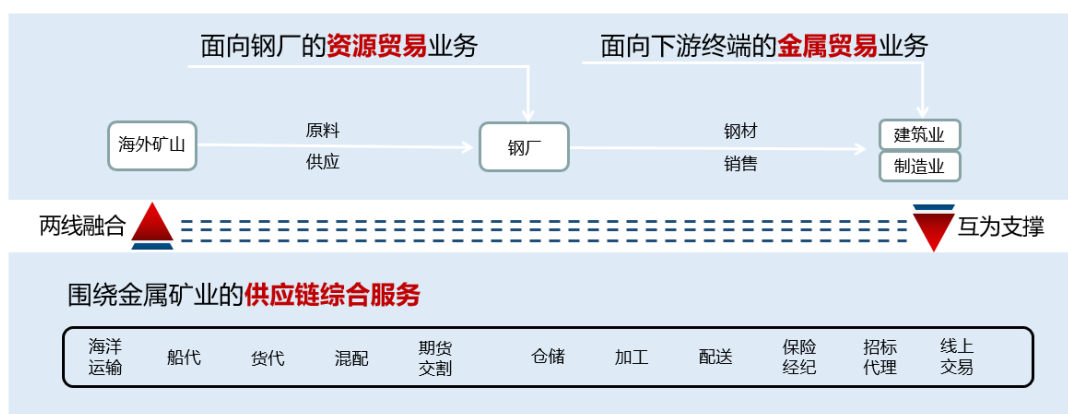 面向钢厂的资源贸易业务
面向下游终端的金属贸易业务
海外矿山
原料
供应
钢厂
钢材
销售
建筑业
制造业
两线融合
互为支撑
围绕金属矿业的供应链综合服务
海洋
运输
船代
货代
混配
期货
交割
仓储
加工
配送
保险
经纪
招标
代理
线上
交易